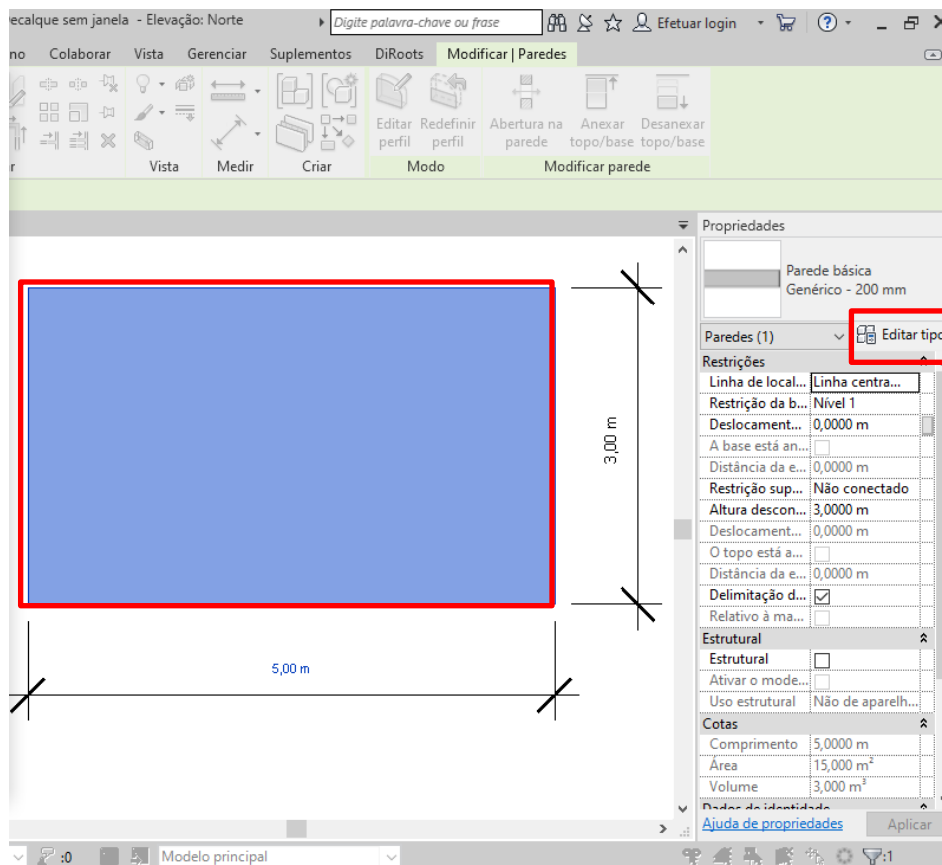 ecalque sem janela - Elevação: Norte
Digite palavra-chave ou frase
Efetuar login
no Colaborar Vista Gerenciar Suplementos DiRoots Modificar | Paredes
Editar perfil
Redefinir perfil
Abertura na parede
Anexar topo/base
Desanexar topo/base
r Vista Medir Criar Modo Modificar parede
Propriedades
Parede básica
Genérico - 200 mm
Paredes (1) Editar tipo
Restrições
Linha de local... Linha centra...
Restrição da b... Nível 1
Deslocament... 0,0000 m
A base está an...
Distância da e... 0,0000 m
Restrição sup... Não conectado
Altura descon... 3,0000 m
Deslocament... 0,0000 m
O topo está a...
Distância da e... 0,0000 m
Delimitação d...
Relativo à ma...
Estrutural
Estrutural
Ativar o mode...
Uso estrutural Não de aparelh...
Cotas
Comprimento 5,0000 m
Área 15,000 m²
Volume 3,000 m³
Dados de identidade
Ajuda de propriedades Aplicar
3,00 m
5,00 m
:0 Modelo principal :1